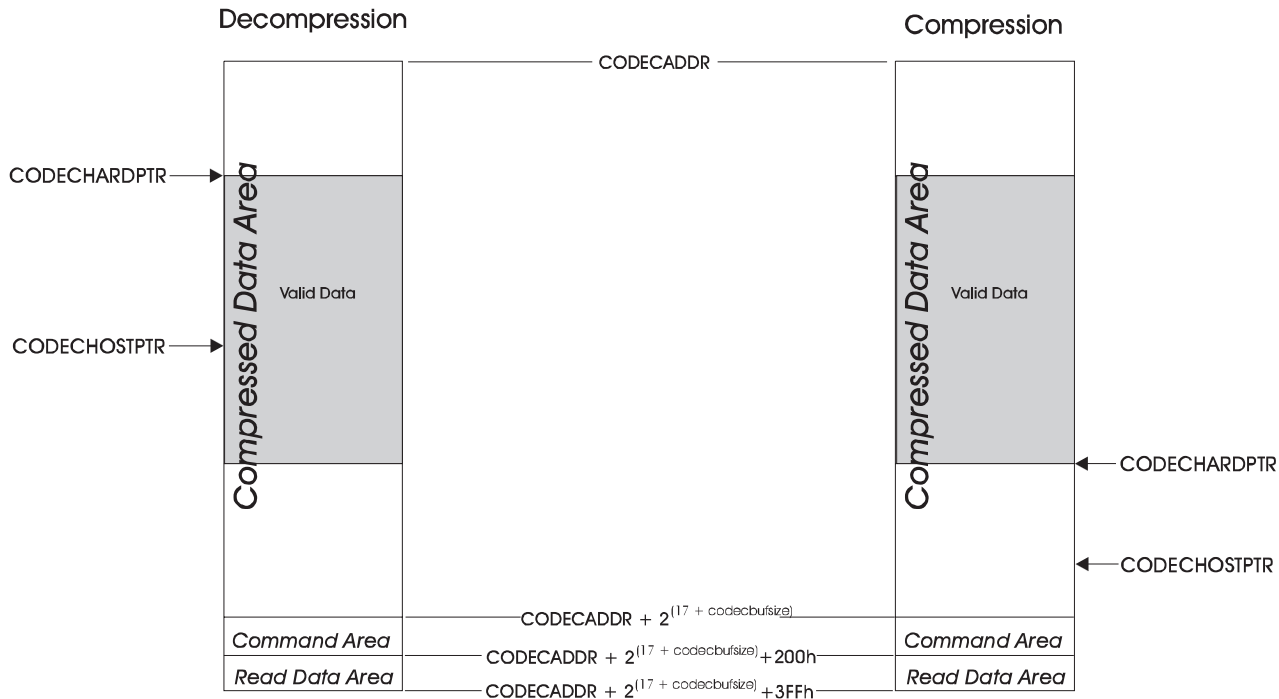 Decompression
Compression
CODECADDR
CODECHARDPTR
Compressed Data Area
Valid Data
CODECHOSTPTR
Compressed Data Area
Valid Data
CODECHARDPTR
CODECHOSTPTR
CODECADDR + 2^(17 + codecbufsize)
Command Area
Command Area
CODECADDR + 2^(17 + codecbufsize) +200h
Read Data Area
Read Data Area
CODECADDR + 2^(17 + codecbufsize) +3FFh